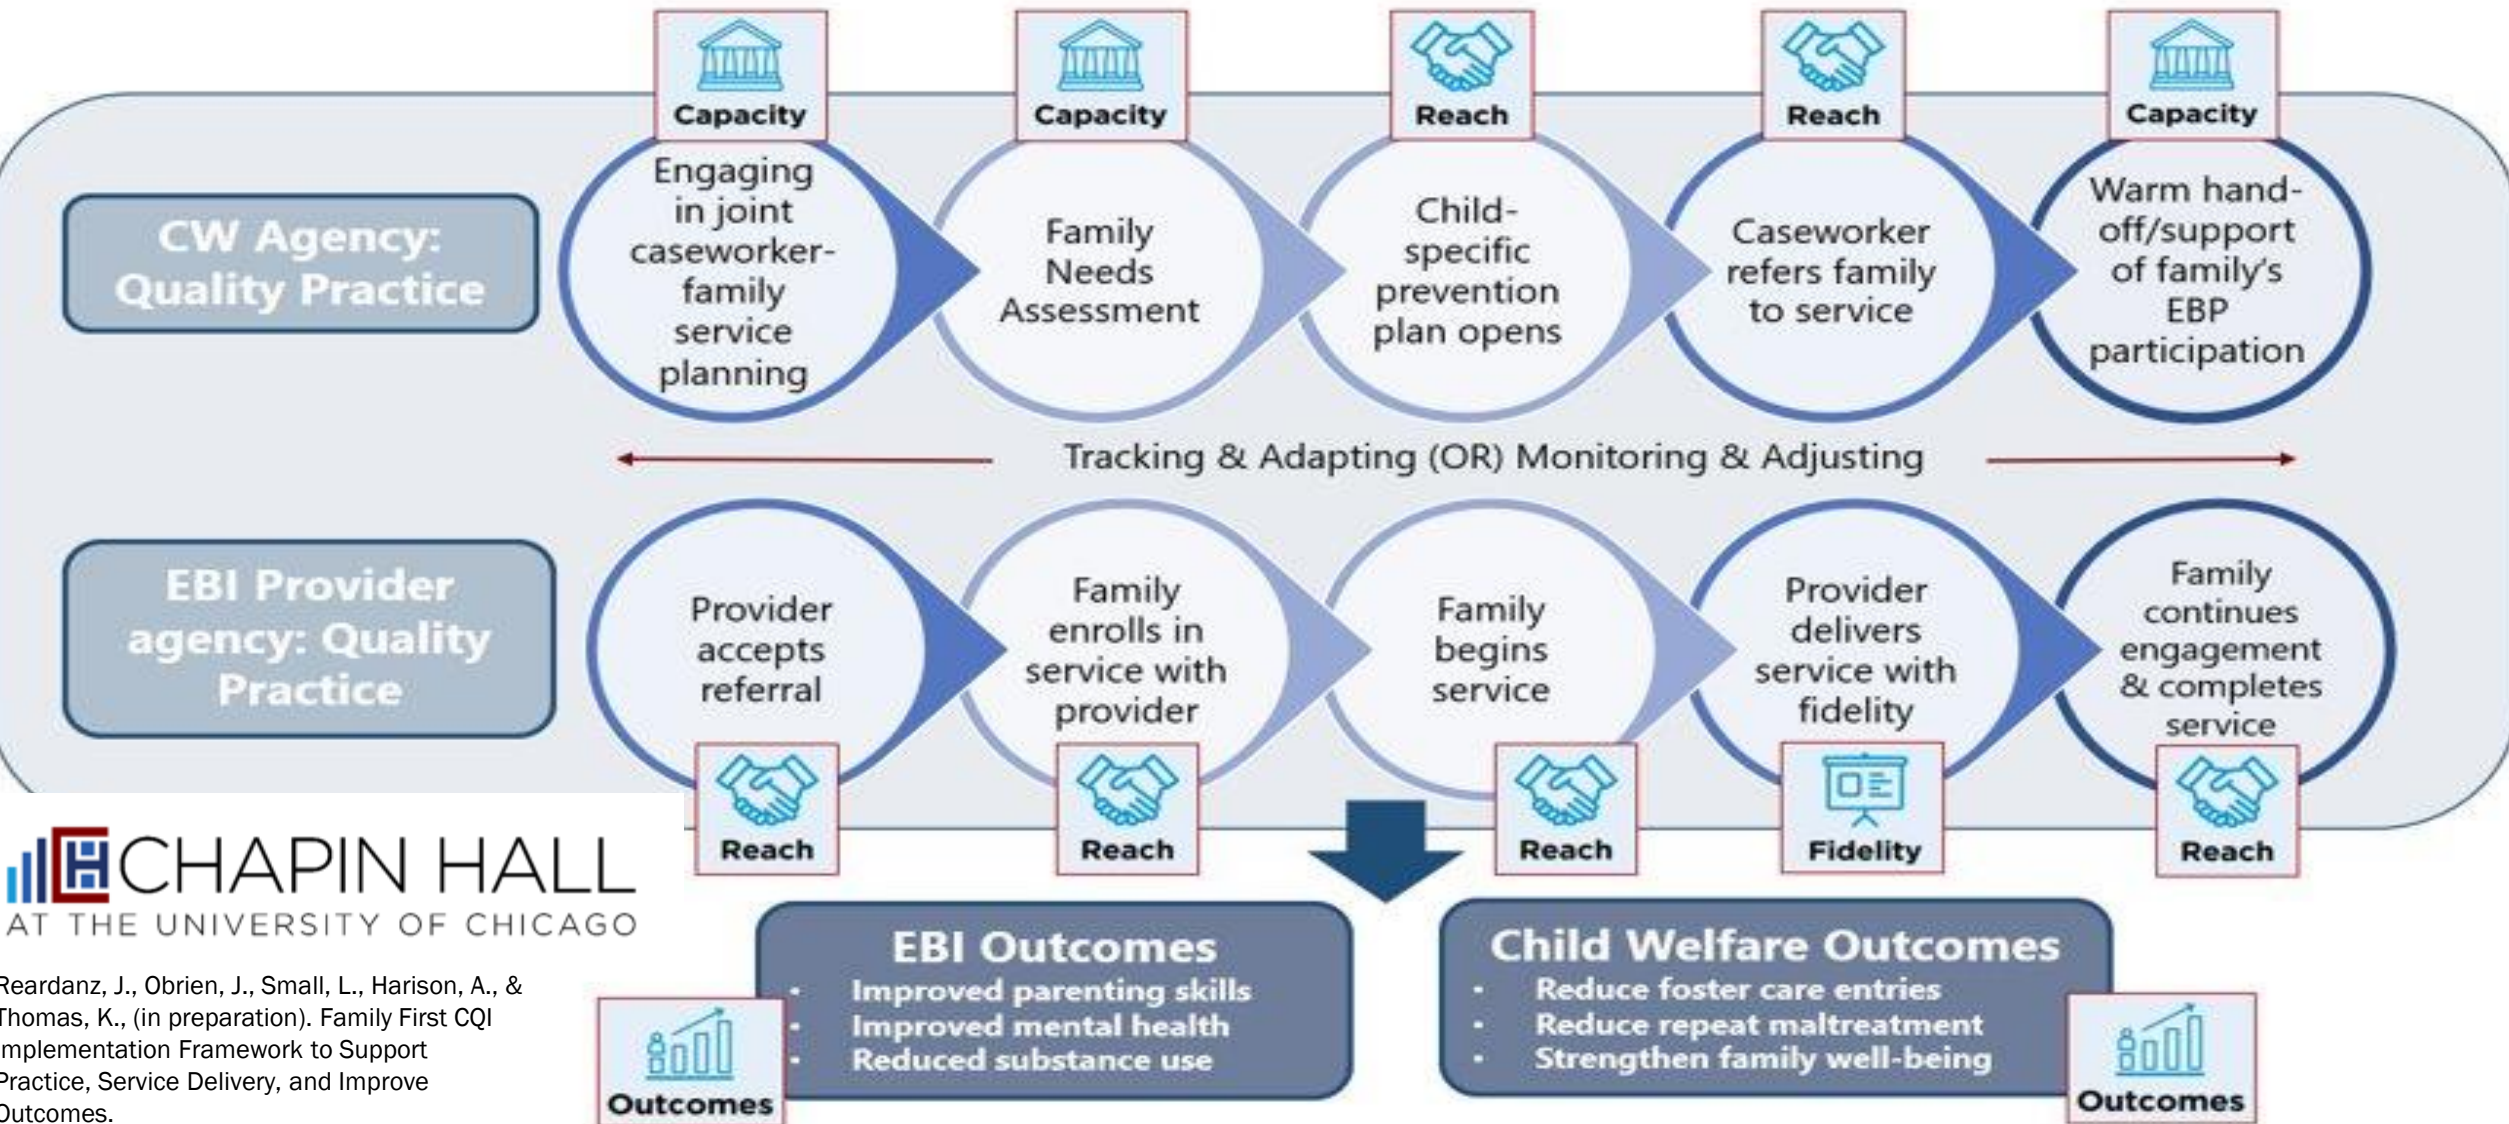 Capacity
Capacity
Reach
Reach
Capacity
CW Agency:
Quality Practice
Engaging
in joint
caseworker-
family
service
planning
Family
Needs
Assessment
Child-
specific
prevention
plan opens
Caseworker
refers family
to service
Warm hand-
off/support
of family's
EBP
participation
Tracking & Adapting (OR) Monitoring & Adjusting
EBI Provider
agency: Quality
Practice
Provider
accepts
referral
Family
enrolls in
service with
provider
Family
begins
service
Provider
delivers
service with
fidelity
Family
continues
engagement
& completes
service
Reach
Reach
Reach
Fidelity
Reach
CHAPIN HALL
AT THE UNIVERSITY OF CHICAGO
Reardanz, J., Obrien, J., Small, L., Harison, A., &
Thomas, K., (in preparation). Family First CQI
Implementation Framework to Support
Practice, Service Delivery, and Improve
Outcomes.
EBI Outcomes
• Improved parenting skills
• Improved mental health
• Reduced substance use
Outcomes
Child Welfare Outcomes
• Reduce foster care entries
• Reduce repeat maltreatment
• Strengthen family well-being
Outcomes